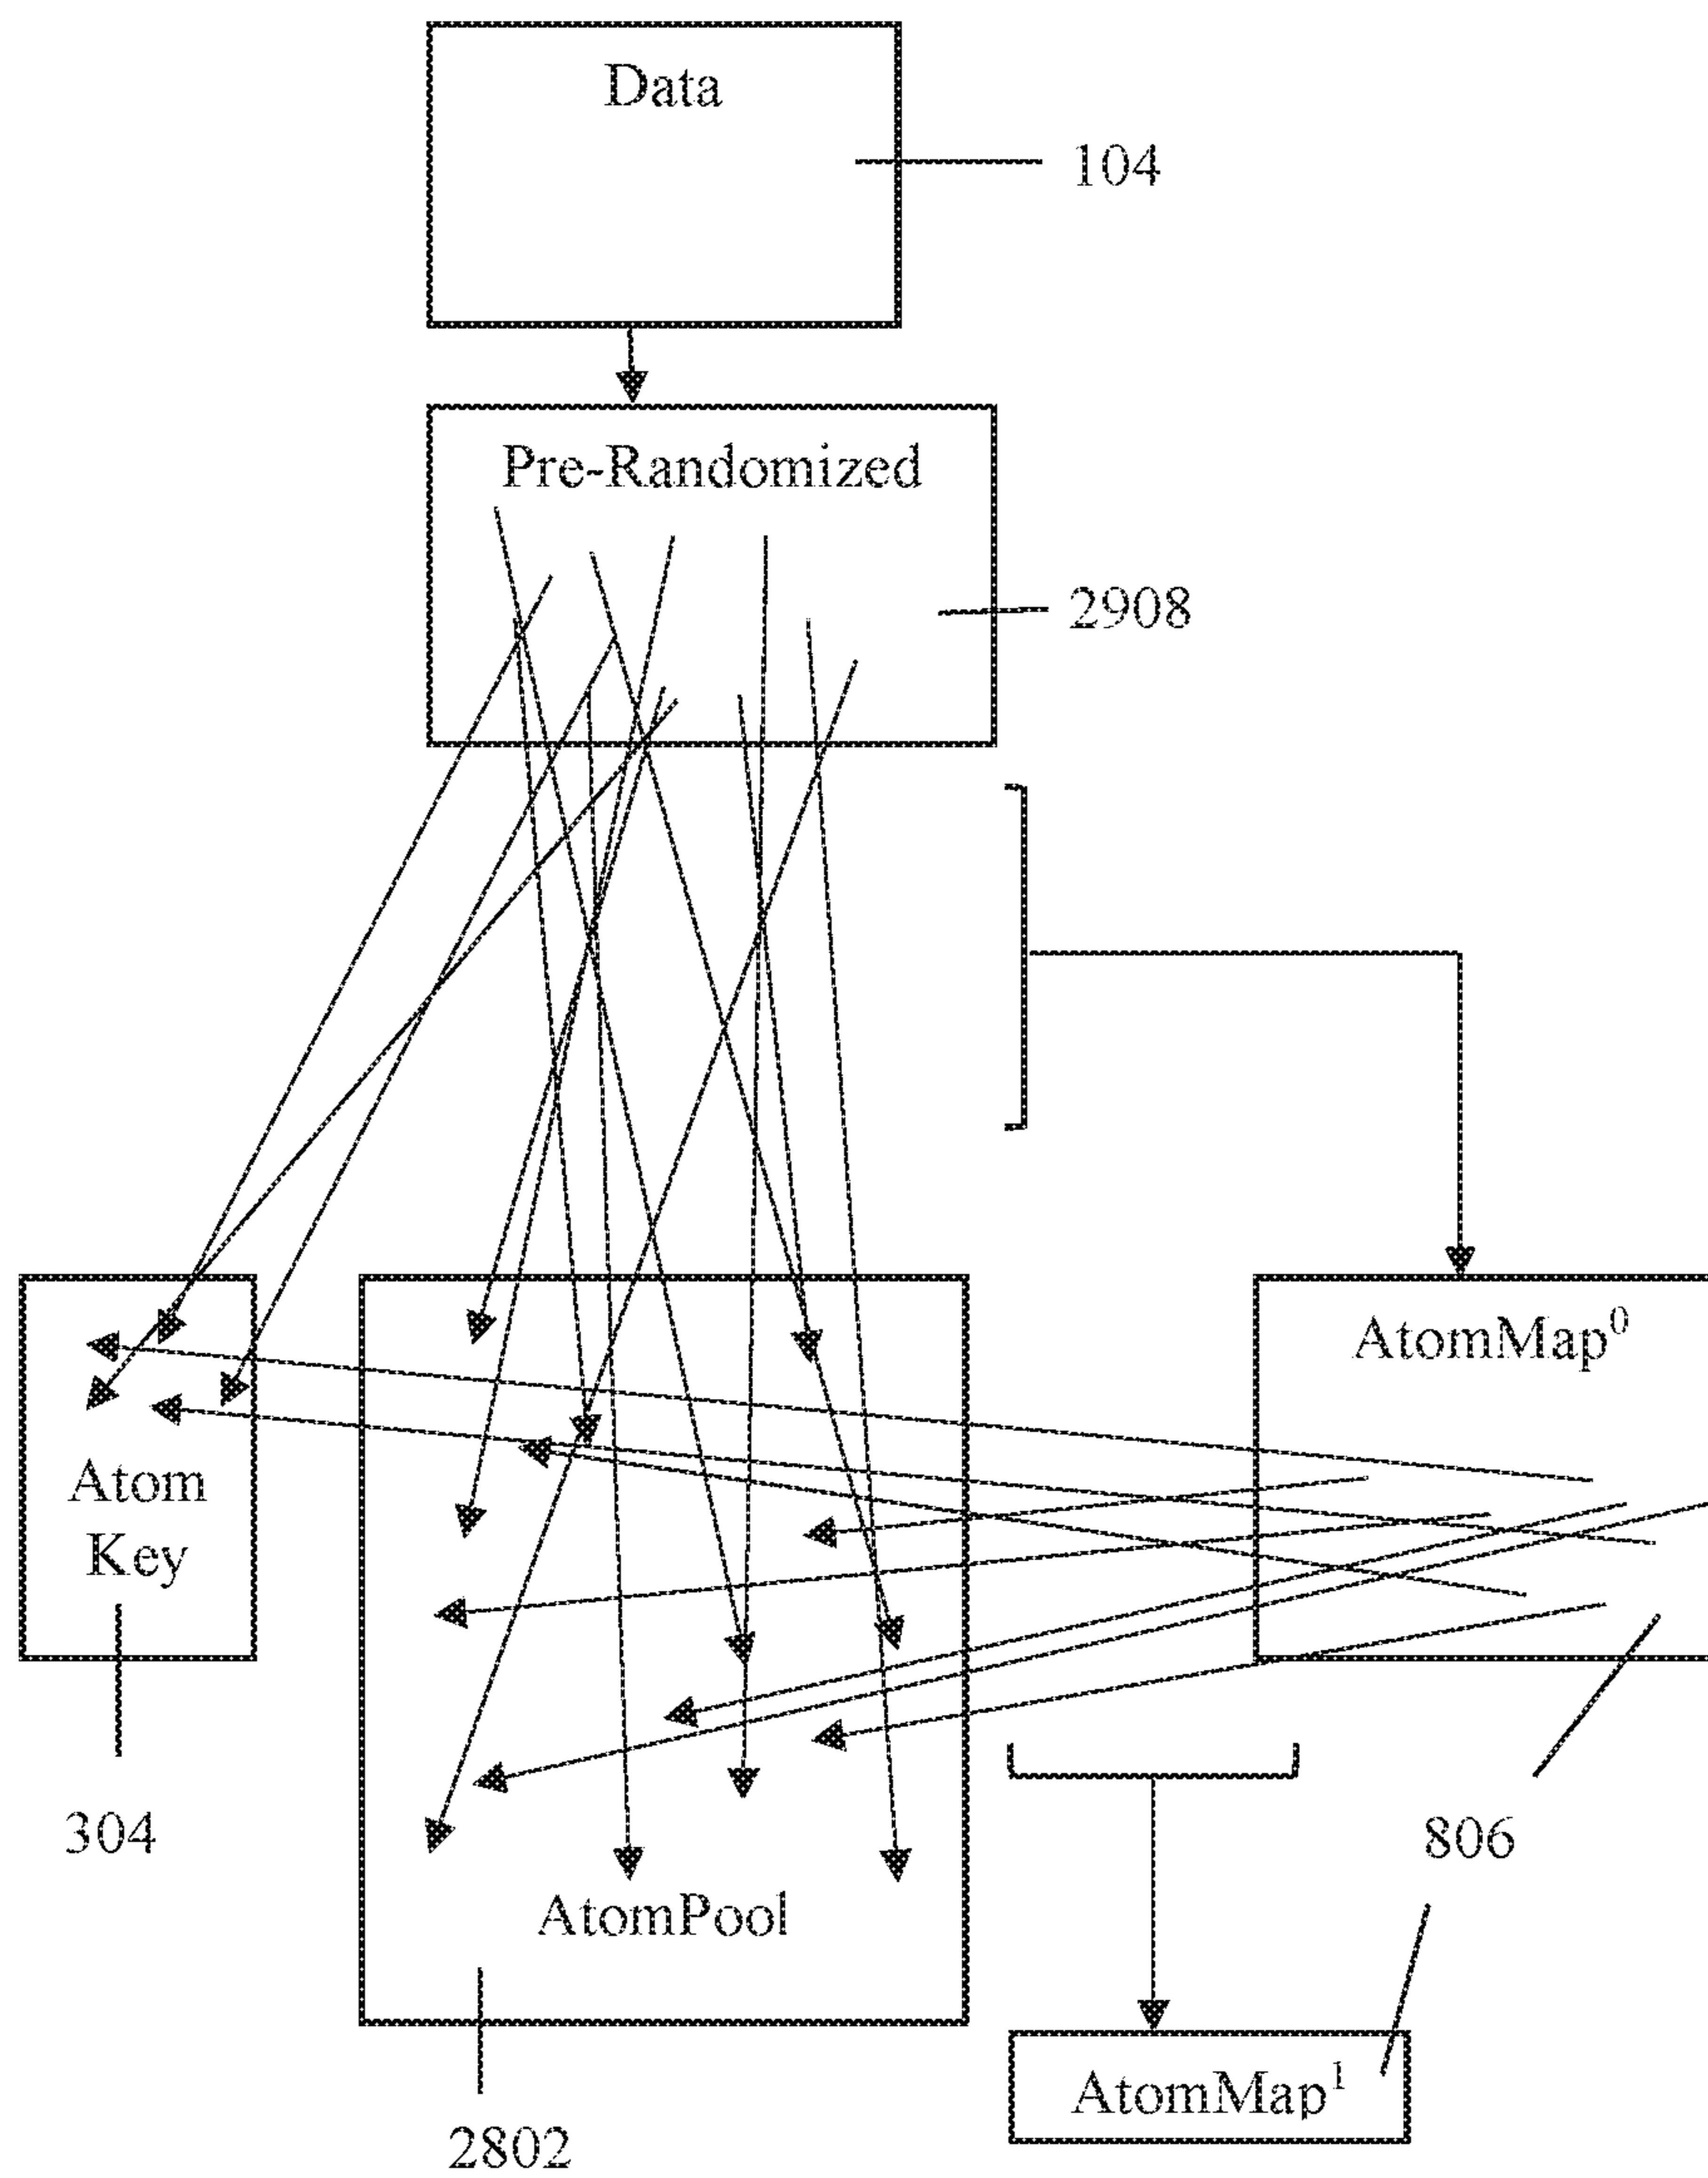 Data
104
Pre-Randomized
2908
AtomMap⁰
Atom
Key
304
806
AtomPool
AtomMap¹
2802